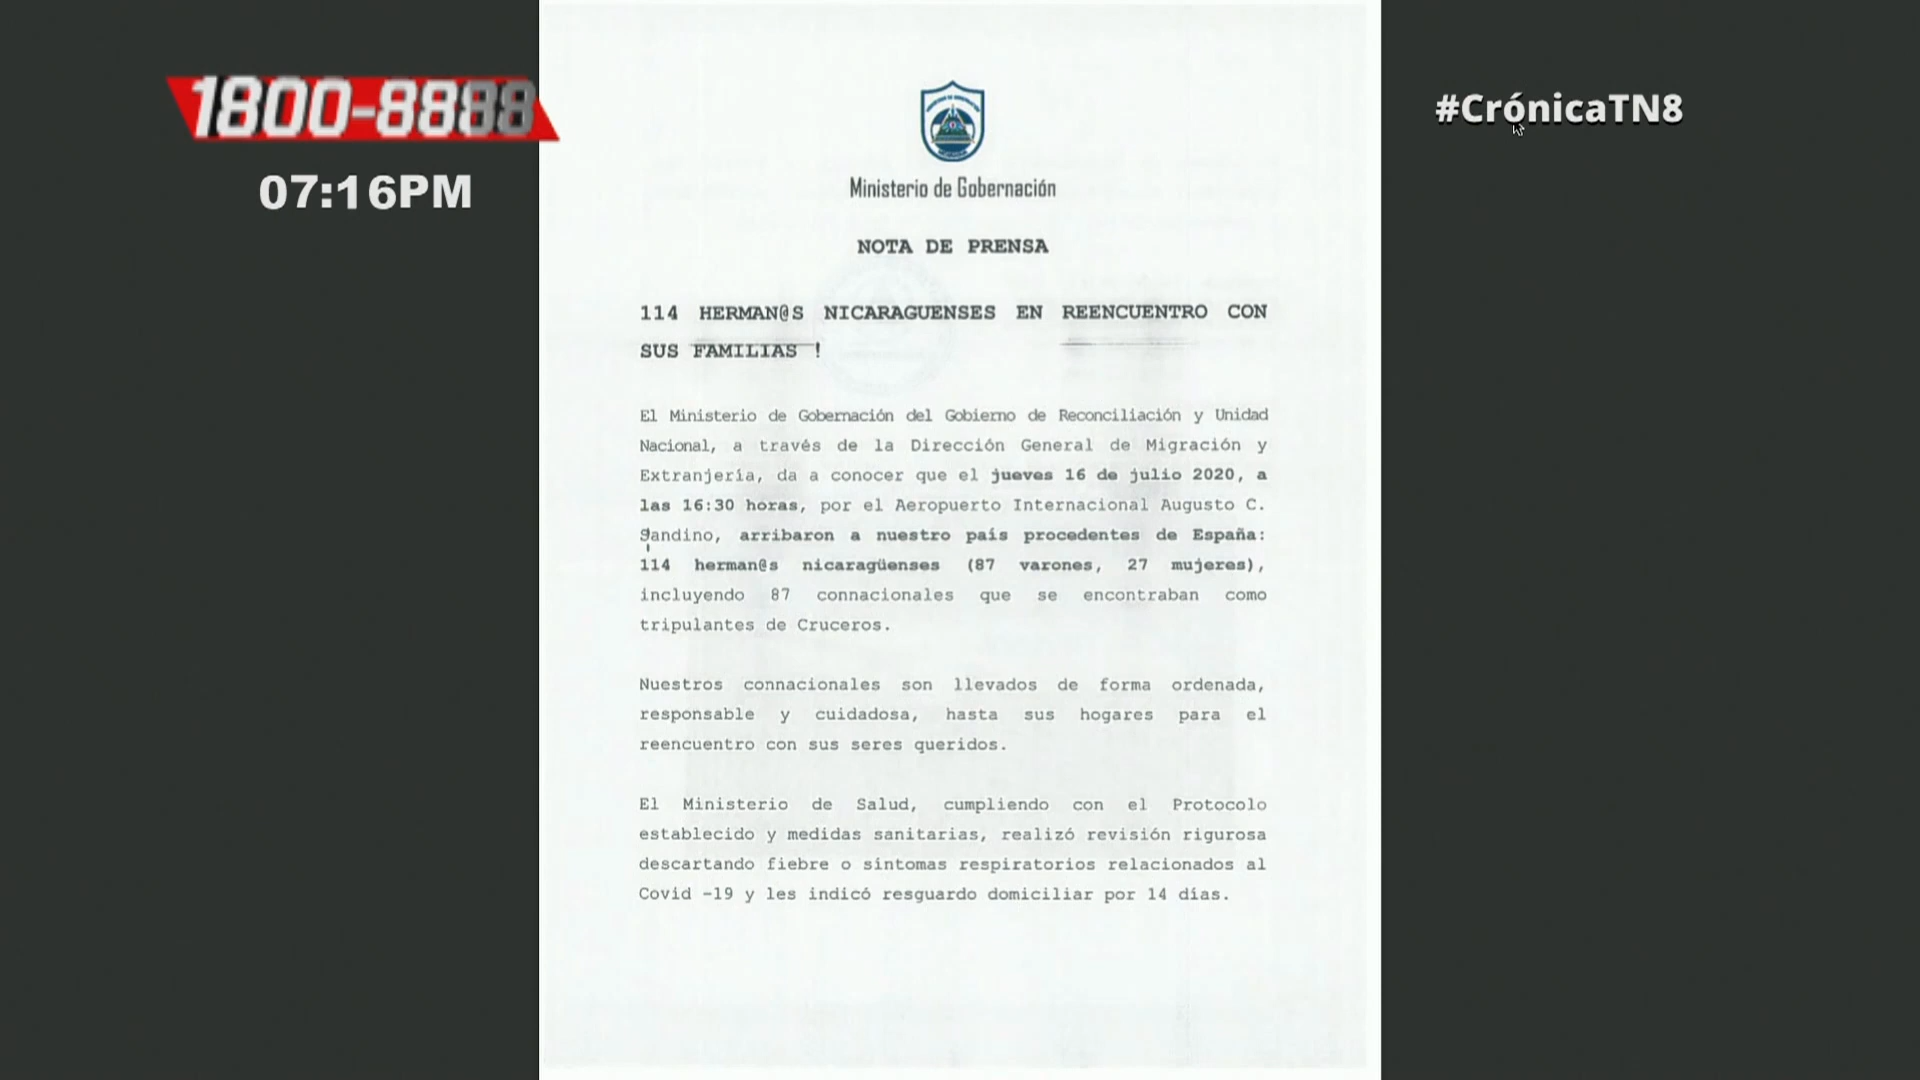 1800-8888
07:16PM
#CrónicaTN8
Ministerio de Gobernación
NOTA DE PRENSA
114 HERMAN@S NICARAGUENSES EN REENCUENTRO CON
SUS FAMILIAS !
El Ministerio de Gobernación del Gobierno de Reconciliación y Unidad
Nacional, a través de la Dirección General de Migración y
Extranjería, da a conocer que el jueves 16 de julio 2020, a
las 16:30 horas, por el Aeropuerto Internacional Augusto C.
Sandino, arribaron a nuestro país procedentes de España:
114 herman@s nicaragüenses (87 varones, 27 mujeres),
incluyendo 87 connacionales que se encontraban como
tripulantes de Cruceros.
Nuestros connacionales son llevados de forma ordenada,
responsable y cuidadosa, hasta sus hogares para el
reencuentro con sus seres queridos.
El Ministerio de Salud, cumpliendo con el Protocolo
establecido y medidas sanitarias, realizó revisión rigurosa
descartando fiebre o síntomas respiratorios relacionados al
Covid -19 y les indicó resguardo domiciliar por 14 días.